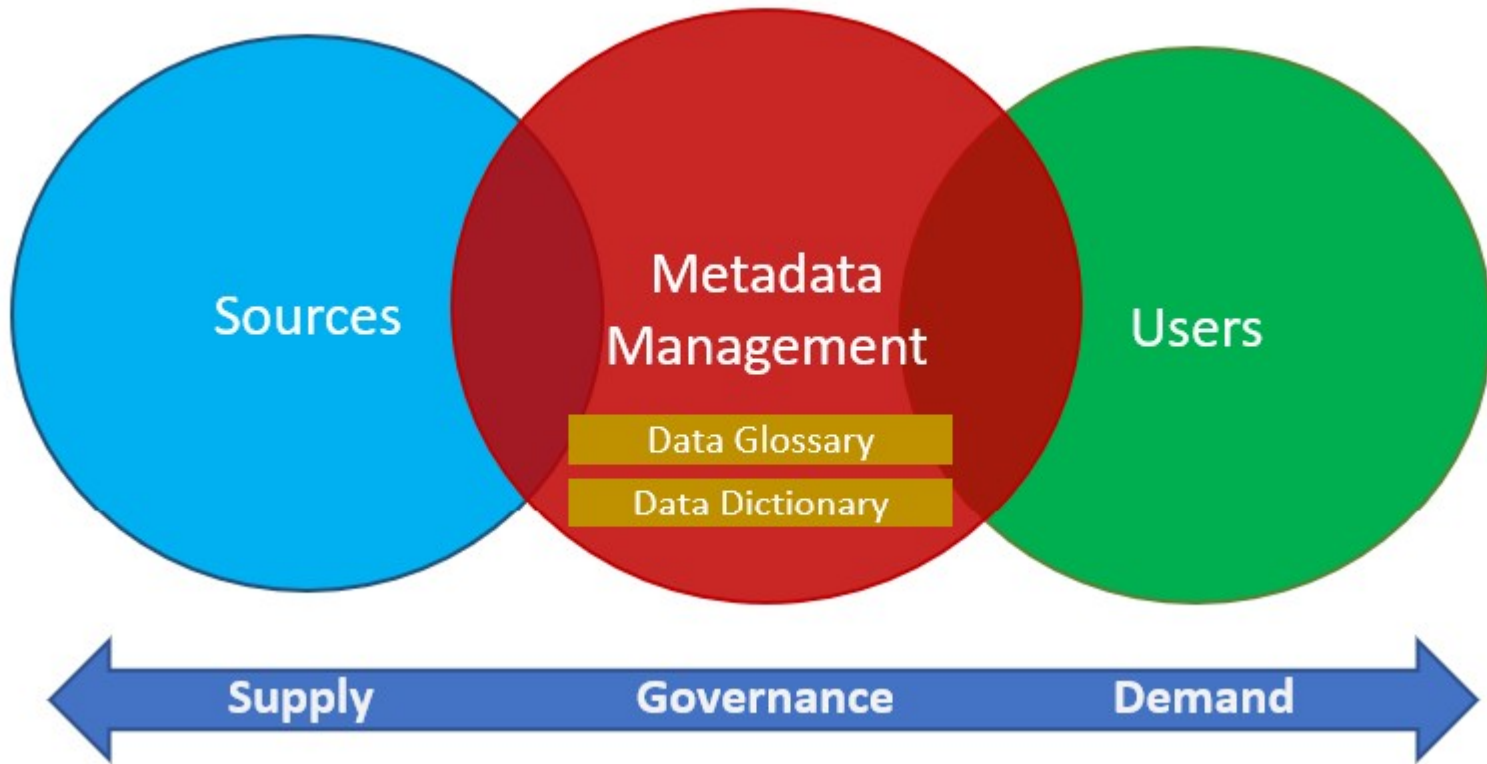 Sources
Metadata
Management
Users
Data Glossary
Data Dictionary
Supply
Governance
Demand